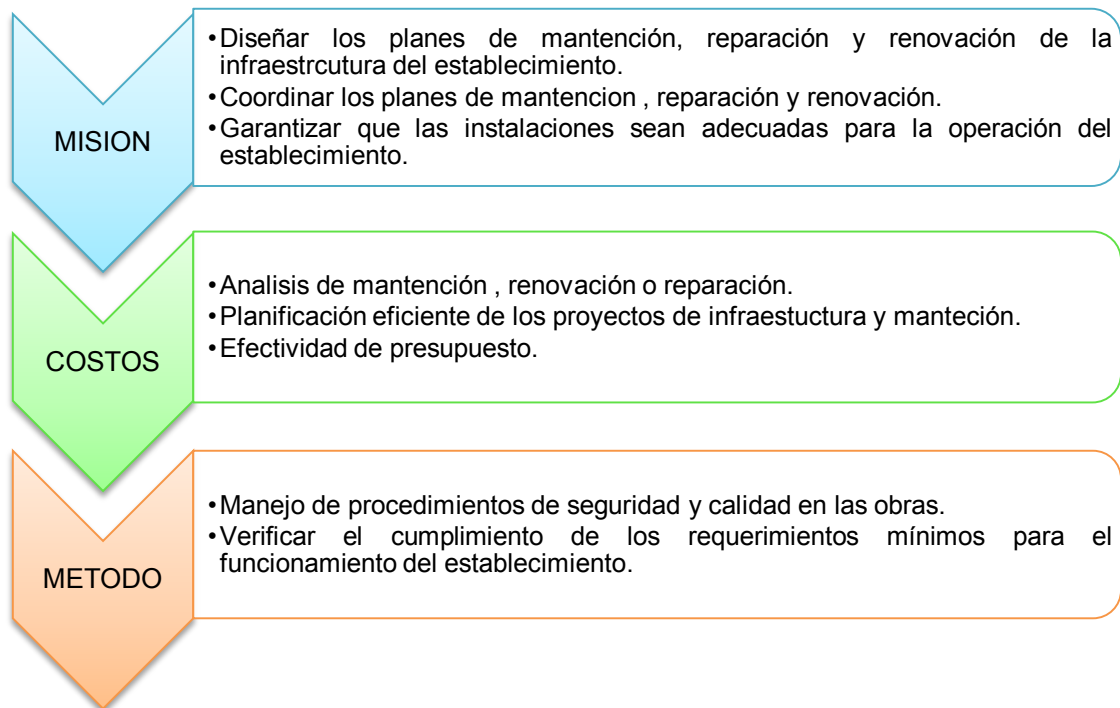 MISION
•Diseñar los planes de mantención, reparación y renovación de la
infraestrcutura del establecimiento.
•Coordinar los planes de mantencion , reparación y renovación.
•Garantizar que las instalaciones sean adecuadas para la operación del
establecimiento.
COSTOS
•Analisis de mantención , renovación o reparación.
•Planificación eficiente de los proyectos de infraestuctura y manteción.
•Efectividad de presupuesto.
METODO
•Manejo de procedimientos de seguridad y calidad en las obras.
•Verificar el cumplimiento de los requerimientos mínimos para el
funcionamiento del establecimiento.